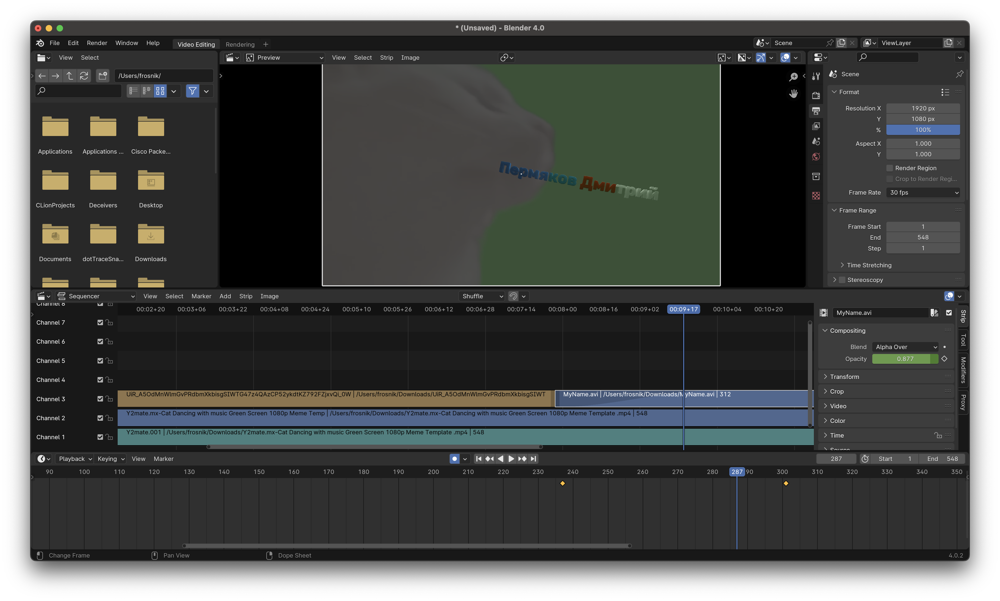 * (Unsaved) - Blender 4.0
File Edit Render Window Help Video Editing Rendering + Scene ViewLayer
View Select
Preview View Select Strip Image
/Users/frosnik/
Applications Applications ... Cisco Packe...
CLionProjects Deceivers Desktop
Documents dotTraceSna... Downloads
Пермяков Дмитрий
Scene
Format
Resolution X 1920 px
Y 1080 px
% 100%
Aspect X 1.000
Y 1.000
Render Region
Crop to Render Regi...
Frame Rate 30 fps
Frame Range
Frame Start 1
End 548
Step 1
Time Stretching
Stereoscopy
Sequencer View Select Marker Add Strip Image Shuffle
00:02+20 00:03+06 00:03+22 00:04+08 00:04+24 00:05+10 00:05+26 00:06+12 00:06+28 00:07+14 00:08+00 00:08+16 00:09+02 00:09+17 00:10+04 00:10+20
Channel 8
Channel 7
Channel 6
Channel 5
Channel 4
Channel 3
UiR_A5OdMnWlmGvPRdbmXkbisgSIWTG47z4QAzCP52ykdtKZ792FZjxvQi_0W | /Users/frosnik/Downloads/UiR_A5OdMnWlmGvPRdbmXkbisgSIWT
MyName.avi | /Users/frosnik/Downloads/MyName.avi | 312
Channel 2
Y2mate.mx-Cat Dancing with music Green Screen 1080p Meme Temp | /Users/frosnik/Downloads/Y2mate.mx-Cat Dancing with music Green Screen 1080p Meme Template .mp4 | 548
Channel 1
Y2mate.001 | /Users/frosnik/Downloads/Y2mate.mx-Cat Dancing with music Green Screen 1080p Meme Template .mp4 | 548
MyName.avi
Compositing
Blend Alpha Over
Opacity 0.877
Transform
Crop
Video
Color
Time
Source
Strip
Tool
Modifiers
Proxy
Playback Keying View Marker 287 Start 1 End 548
90 100 110 120 130 140 150 160 170 180 190 200 210 220 230 240 250 260 270 280 287 90 300 310 320 330 340 350
Change Frame Pan View Dope Sheet 4.0.2